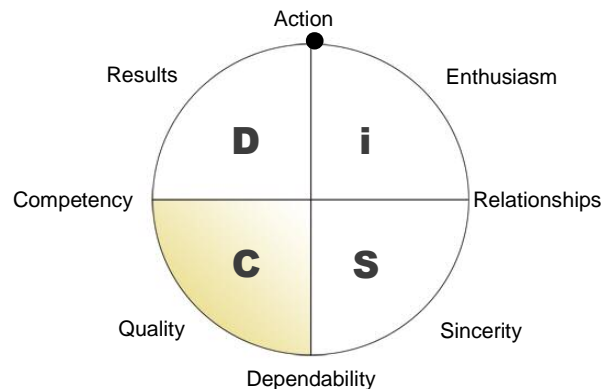 Action
Results
Enthusiasm
D
i
Competency
Relationships
C
S
Quality
Sincerity
Dependability